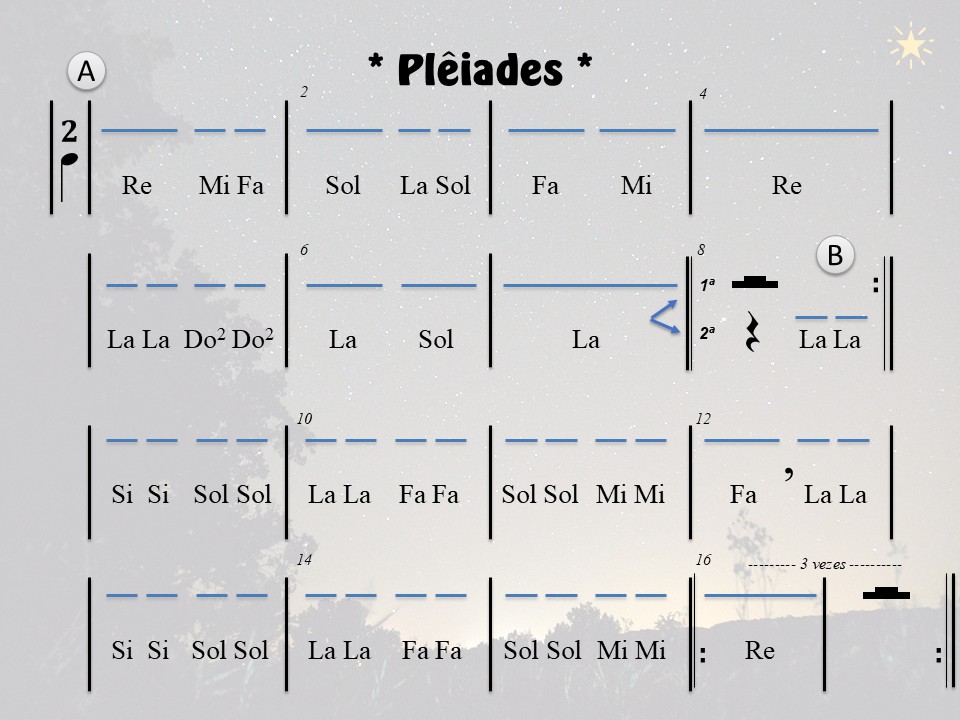 A
* Plêiades *
2
4
2
Re Mi Fa Sol La Sol Fa Mi Re
6
8
B
1ª :
La La Do² Do² La Sol La 2ª La La
10
12
Si Si Sol Sol La La Fa Fa Sol Sol Mi Mi Fa , La La
14
16
--------- 3 vezes ----------
Si Si Sol Sol La La Fa Fa Sol Sol Mi Mi : Re :